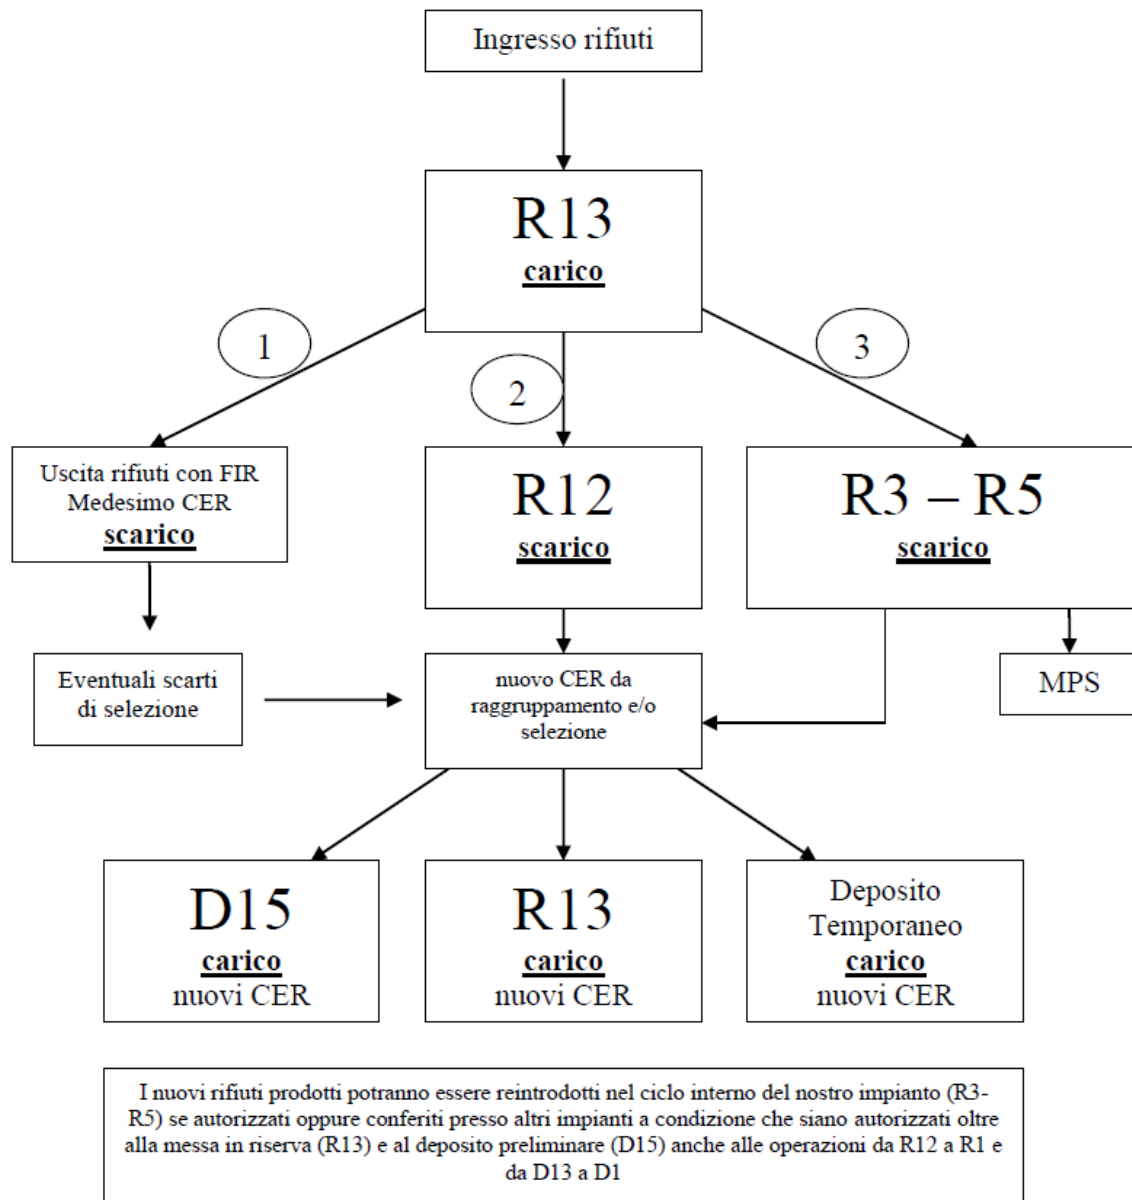 Ingresso rifiuti
R13
carico
1
2
3
Uscita rifiuti con FIR
Medesimo CER
scarico
R12
scarico
R3 – R5
scarico
Eventuali scarti
di selezione
nuovo CER da
raggruppamento e/o
selezione
MPS
D15
carico
nuovi CER
R13
carico
nuovi CER
Deposito
Temporaneo
carico
nuovi CER
I nuovi rifiuti prodotti potranno essere reintrodotti nel ciclo interno del nostro impianto (R3-
R5) se autorizzati oppure conferiti presso altri impianti a condizione che siano autorizzati oltre
alla messa in riserva (R13) e al deposito preliminare (D15) anche alle operazioni da R12 a R1 e
da D13 a D1